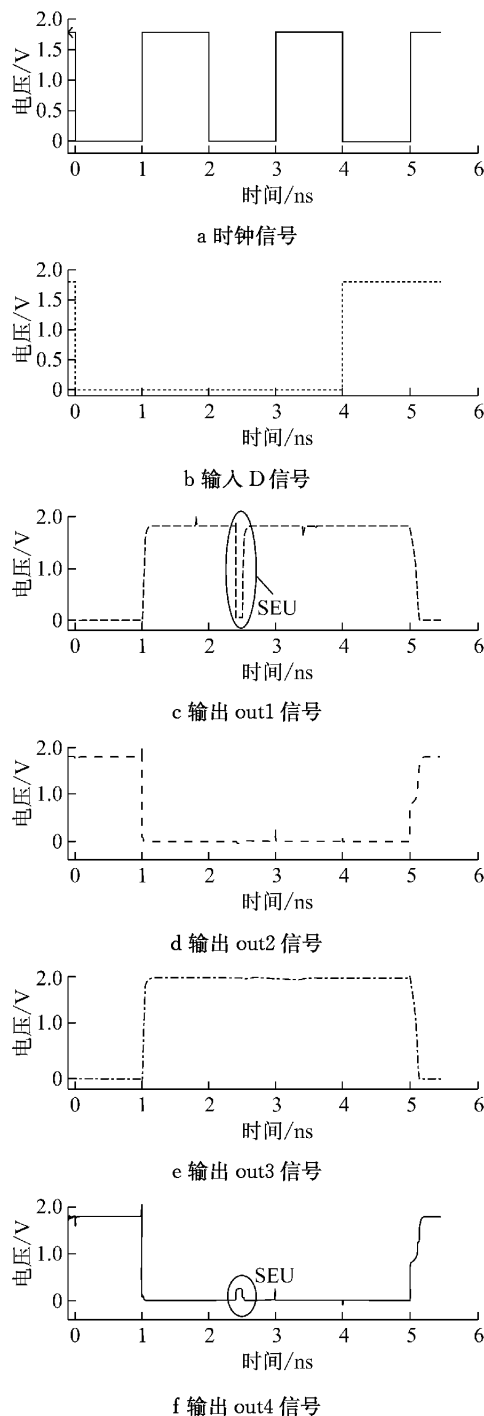 电压/V
2.0
1.5
1.0
0.5
0
0 1 2 3 4 5 6
时间/ns
a 时钟信号
电压/V
2.0
1.5
1.0
0.5
0
0 1 2 3 4 5 6
时间/ns
b 输入 D 信号
电压/V
2.0
1.0
0
SEU
0 1 2 3 4 5 6
时间/ns
c 输出 out1 信号
电压/V
2.0
1.0
0
0 1 2 3 4 5 6
时间/ns
d 输出 out2 信号
电压/V
2.0
1.0
0
0 1 2 3 4 5 6
时间/ns
e 输出 out3 信号
电压/V
2.0
1.0
0
SEU
0 1 2 3 4 5 6
时间/ns
f 输出 out4 信号